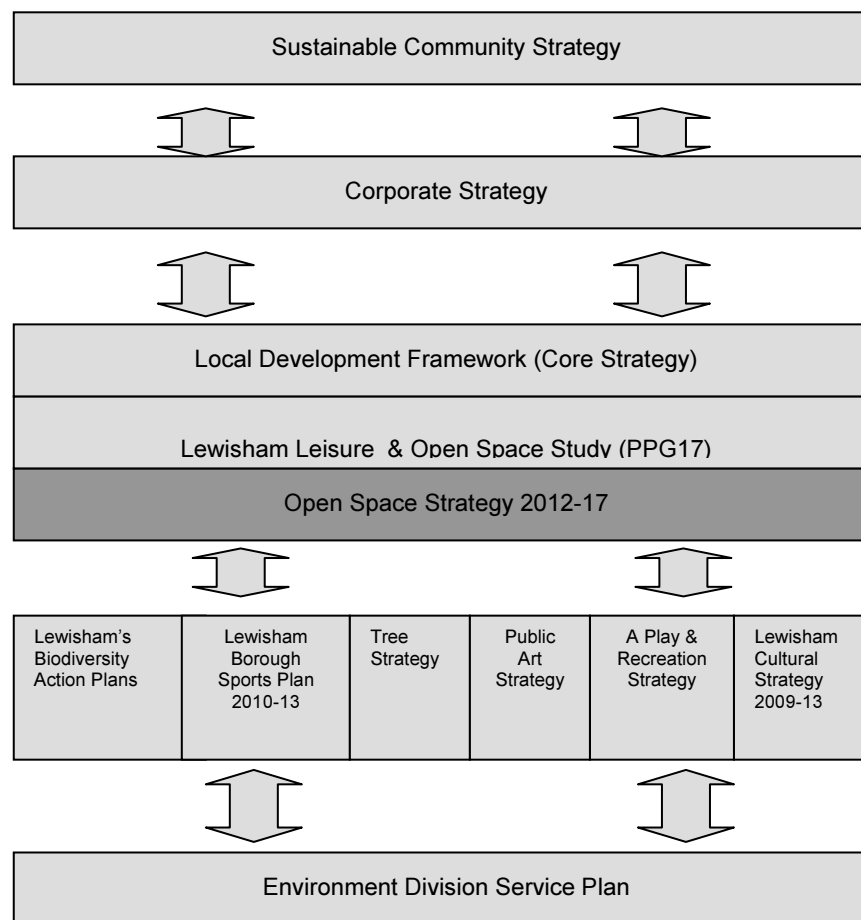 Sustainable Community Strategy
Corporate Strategy
Local Development Framework (Core Strategy)
Lewisham Leisure & Open Space Study (PPG17)
Open Space Strategy 2012-17
Lewisham's
Biodiversity
Action Plans
Lewisham
Borough
Sports Plan
2010-13
Tree
Strategy
Public
Art
Strategy
A Play &
Recreation
Strategy
Lewisham
Cultural
Strategy
2009-13
Environment Division Service Plan